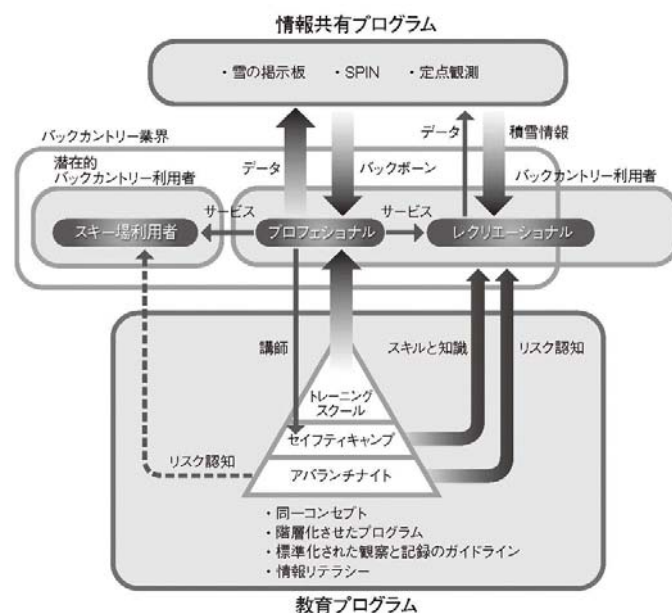 情報共有プログラム
・雪の掲示板　・SPIN　・定点観測
バックカントリー業界
データ
積雪情報
潜在的
バックカントリー利用者
データ
バックボーン
バックカントリー利用者
スキー場利用者
サービス
プロフェショナル
サービス
レクリエーショナル
講師
スキルと知識
リスク認知
トレーニング
スクール
セイフティキャンプ
リスク認知
アバランチナイト
・同一コンセプト
・階層化させたプログラム
・標準化された観察と記録のガイドライン
・情報リテラシー
教育プログラム